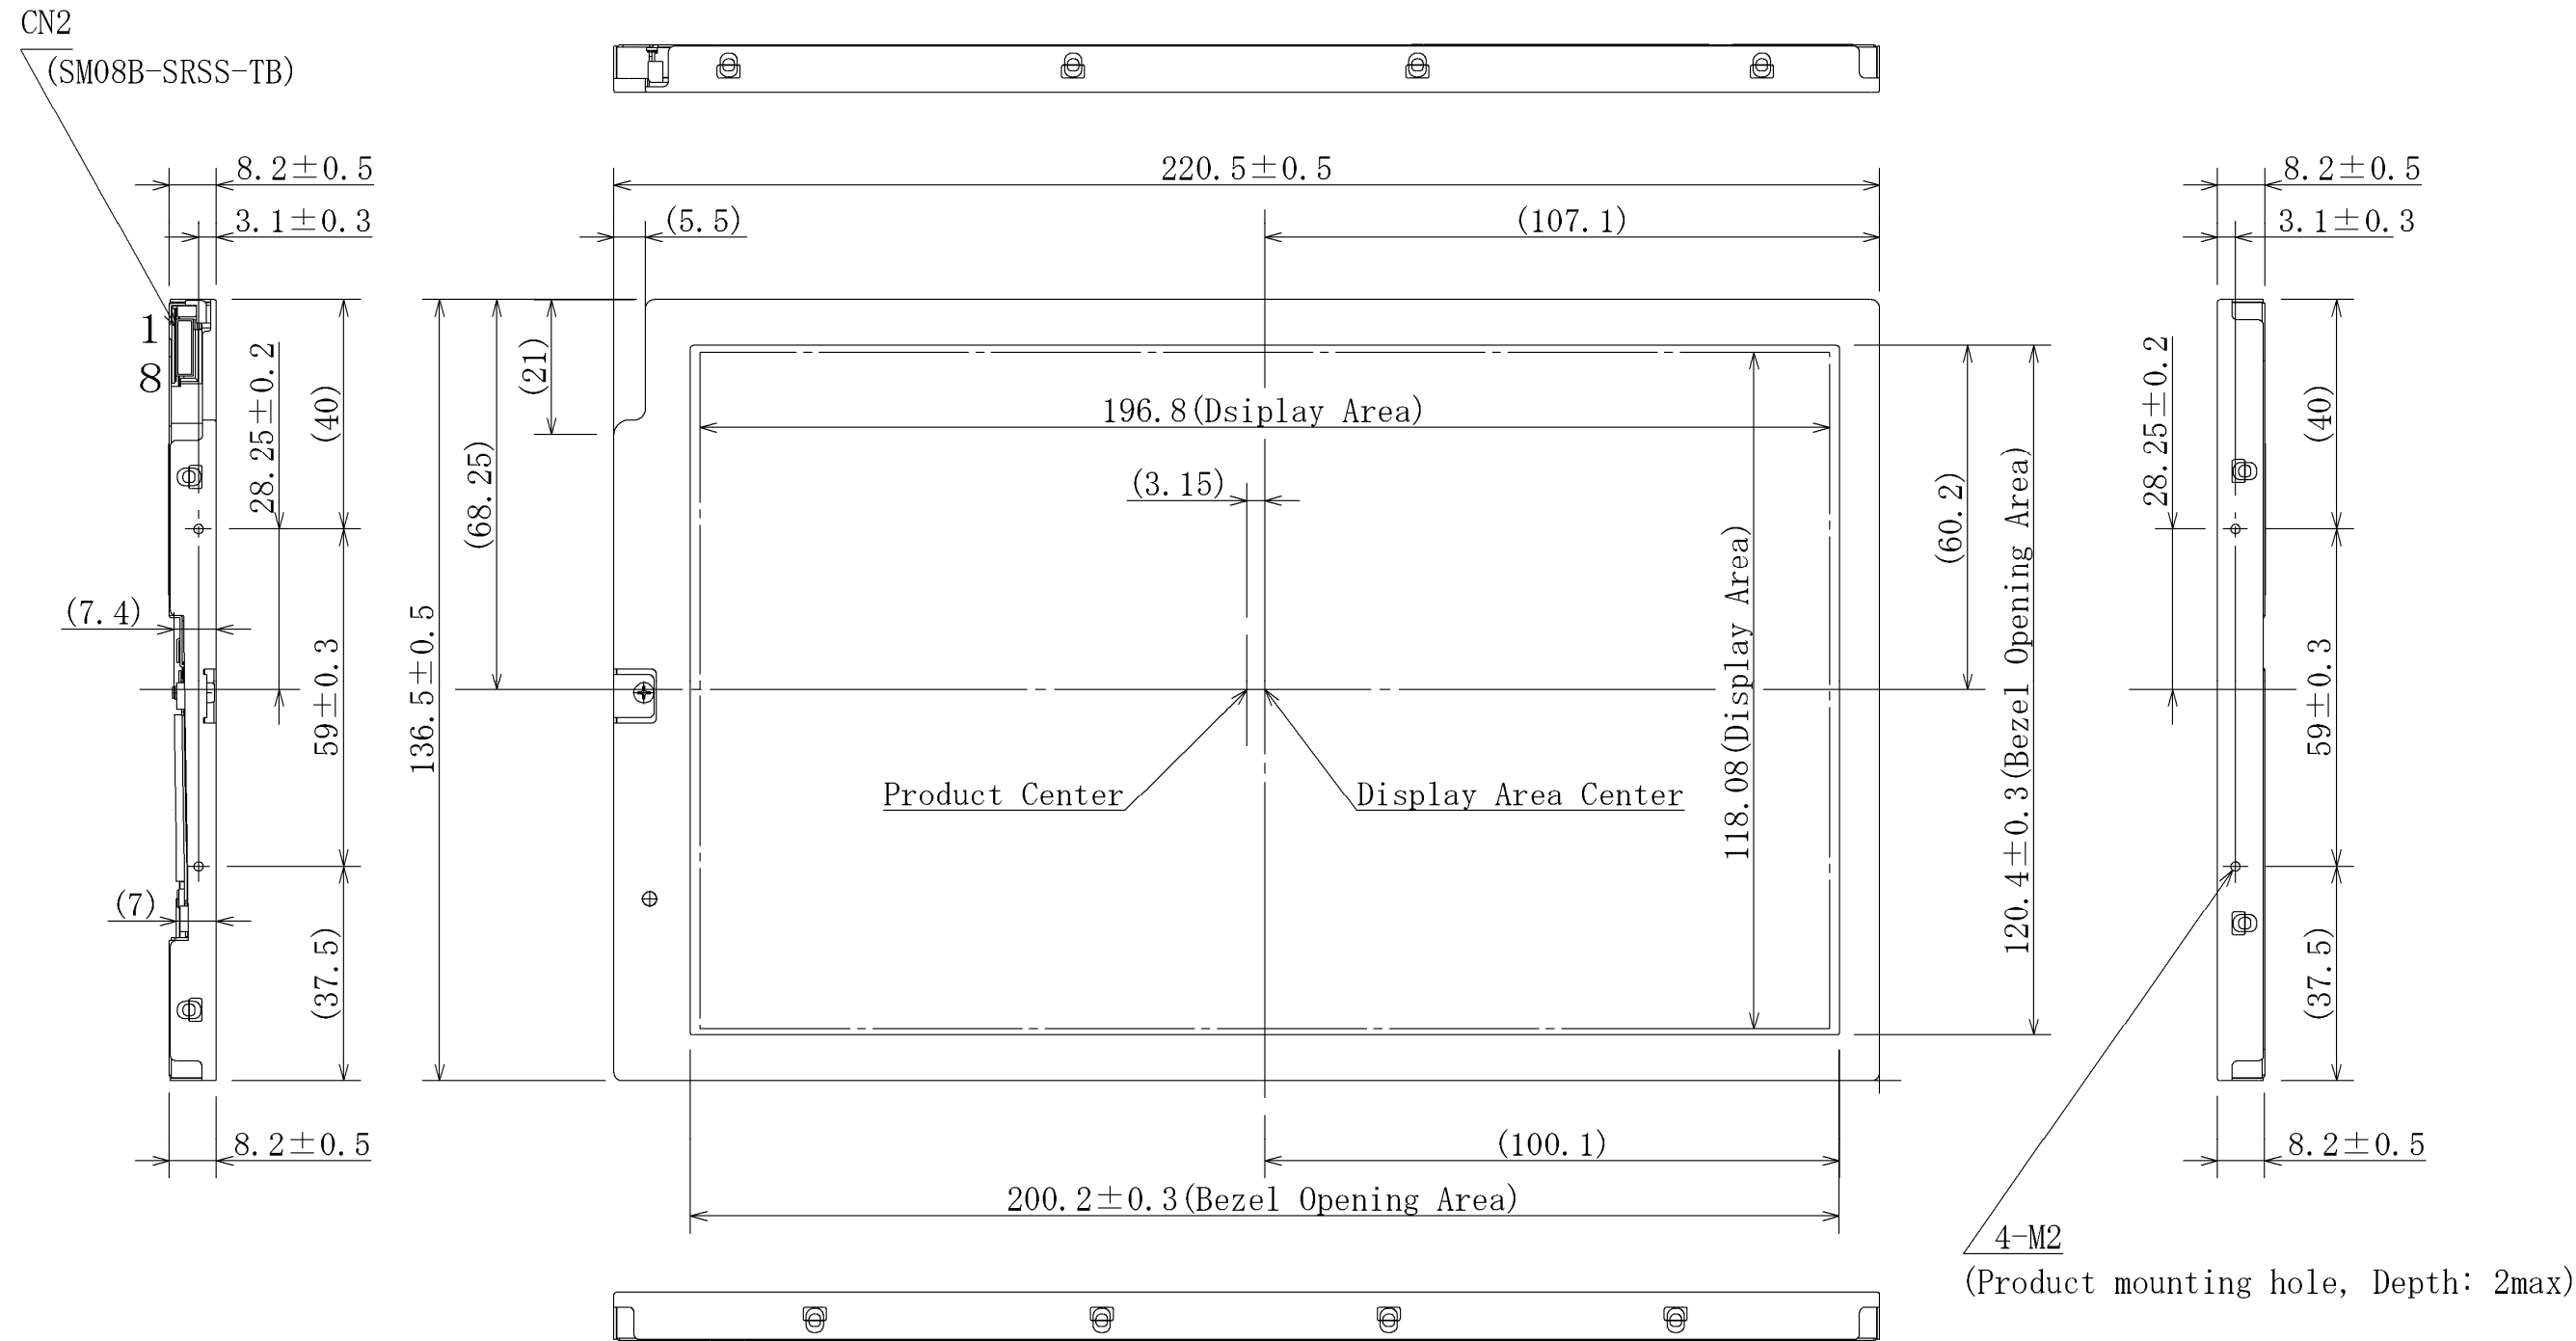 CN2
(SM08B-SRSS-TB)
8.2±0.5
220.5±0.5
8.2±0.5
3.1±0.3
(5.5)
(107.1)
3.1±0.3
1
8
28.25±0.2
(40)
(68.25)
(21)
196.8(Dsiplay Area)
(3.15)
118.08(Display Area)
(60.2)
120.4±0.3(Bezel Opening Area)
28.25±0.2
(40)
(7.4)
59±0.3
136.5±0.5
59±0.3
Product Center
Display Area Center
(7)
(37.5)
(37.5)
8.2±0.5
(100.1)
8.2±0.5
200.2±0.3(Bezel Opening Area)
4-M2
(Product mounting hole, Depth: 2max)